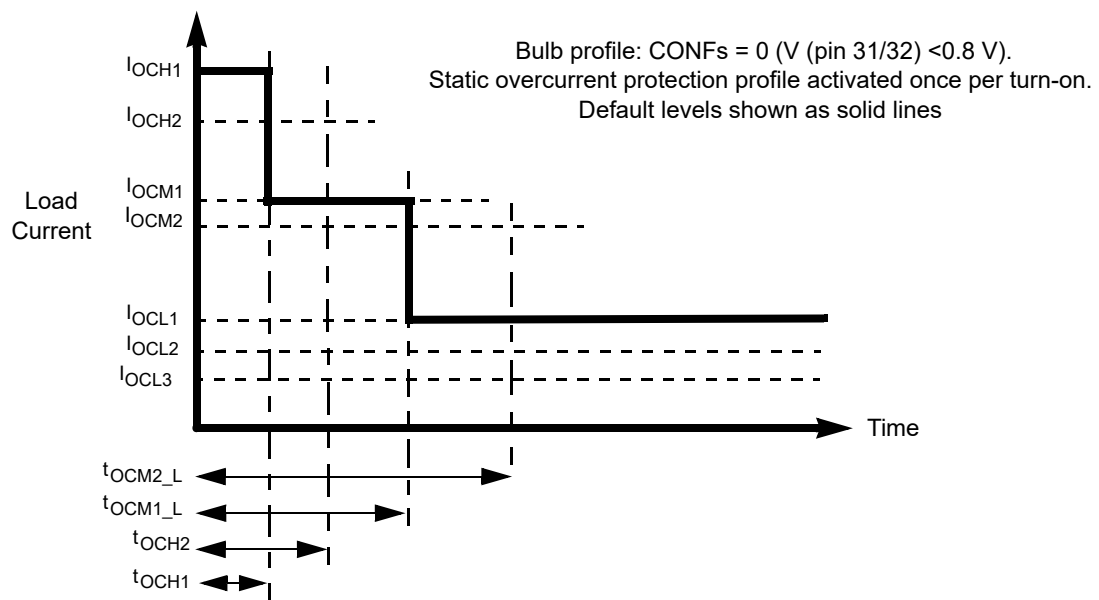 Bulb profile: CONFs = 0 (V (pin 31/32) <0.8 V).
Static overcurrent protection profile activated once per turn-on.
Default levels shown as solid lines
IOCH1
IOCH2
IOCM1
IOCM2
Load
Current
IOCL1
IOCL2
IOCL3
Time
tOCM2_L
tOCM1_L
tOCH2
tOCH1